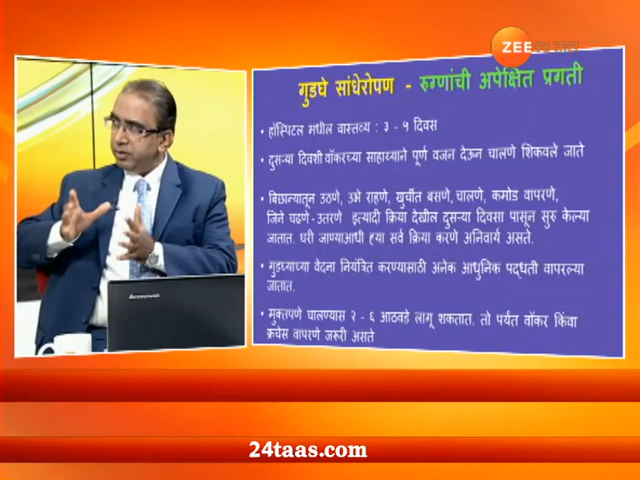 ZEE २४ तास
गुडघे सांधेरोपण - रुग्णांची अपेक्षित प्रगती
• हॉस्पिटल मधील वास्तव्य : ३ - ५ दिवस
• दुसऱ्या दिवशी वॉकरच्या साहाय्याने पूर्ण वजन देऊन चालणे शिकवले जाते
• बिछान्यातून उठणे, उभे राहणे, खुर्चीत बसणे, चालणे, कमोड वापरणे,
जिने चढणे - उतरणे इत्यादी क्रिया देखील दुसऱ्या दिवसा पासून सुरु केल्या
जातात. घरी जाण्याआधी ह्या सर्व क्रिया करणे अनिवार्य असते.
• गुडघ्याच्या वेदना नियंत्रित करण्यासाठी अनेक आधुनिक पद्धती वापरल्या
जातात.
• मुक्तपणे चालण्यास २ - ६ आठवडे लागू शकतात. तो पर्यंत वॉकर किंवा
क्रचेस वापरणे जरुरी असते
lenovo
24taas.com